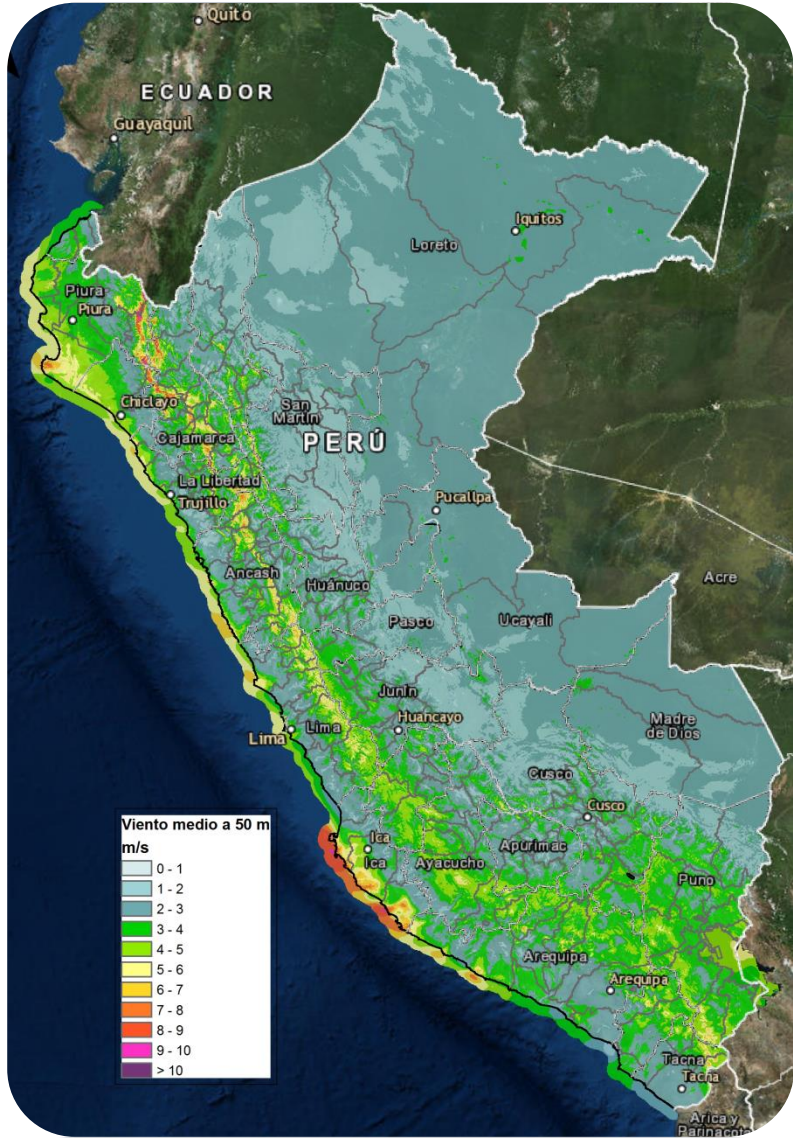 Quito
ECUADOR
Guayaquil
Iquitos
Loreto
Piura
Piura
Chiclayo
San
Martín
Cajamarca
PERÚ
La Libertad
Trujillo
Pucallpa
Ancash
Huánuco
Acre
Pasco
Ucayali
Junín
Huancayo
Madre
de Dios
Lima
Lima
Cusco
Cusco
Ica
Ica
Ayacucho
Apurimac
Puno
Arequipa
Arequipa
Tacna
Tacna
Arica y
Parinacota
Viento medio a 50 m
m/s
0 - 1
1 - 2
2 - 3
3 - 4
4 - 5
5 - 6
6 - 7
7 - 8
8 - 9
9 - 10
> 10